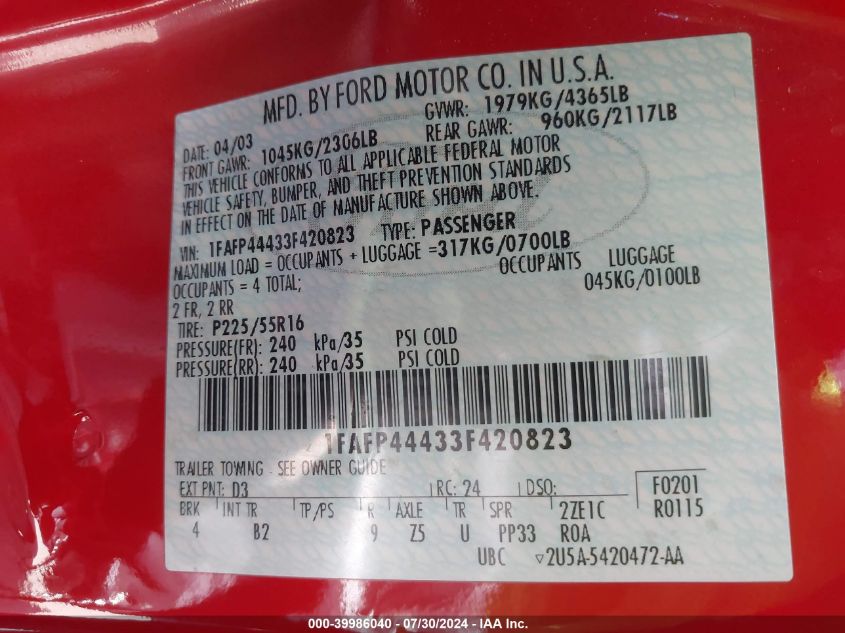 MFD. BY FORD MOTOR CO. IN U.S.A.
DATE: 04/03 GVWR: 1979KG/4365LB
FRONT GAWR: 1045KG/2306LB REAR GAWR: 960KG/2117LB
THIS VEHICLE CONFORMS TO ALL APPLICABLE FEDERAL MOTOR
VEHICLE SAFETY, BUMPER, AND THEFT PREVENTION STANDARDS
IN EFFECT ON THE DATE OF MANUFACTURE SHOWN ABOVE.
VIN: 1FAFP44433F420823 TYPE: PASSENGER
MAXIMUM LOAD = OCCUPANTS + LUGGAGE =317KG/0700LB
OCCUPANTS = 4 TOTAL; OCCUPANTS LUGGAGE
2 FR, 2 RR 045KG/0100LB
TIRE: P225/55R16
PRESSURE(FR): 240 kPa/35 PSI COLD
PRESSURE(RR): 240 kPa/35 PSI COLD
1FAFP44433F420823
TRAILER TOWING - SEE OWNER GUIDE
EXT PNT: D3 RC: 24 DSO: F0201
BRK INT TR TP/PS R AXLE TR SPR 2ZE1C R0115
4 B2 9 Z5 U PP33 ROA
UBC ▽2U5A-5420472-AA
000-39986040 / 07/30/2024 / IAA Inc.